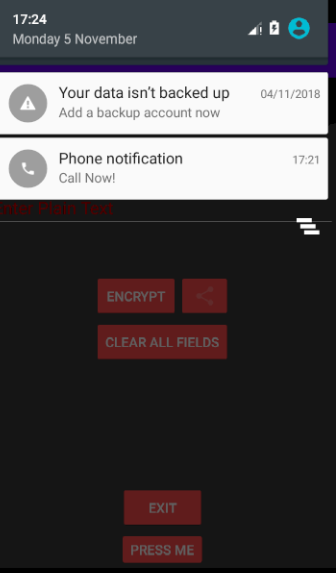 17:24
Monday 5 November
Your data isn't backed up 04/11/2018
Add a backup account now
Phone notification 17:21
Call Now!
Plain Text
ENCRYPT
CLEAR ALL FIELDS
EXIT
PRESS ME